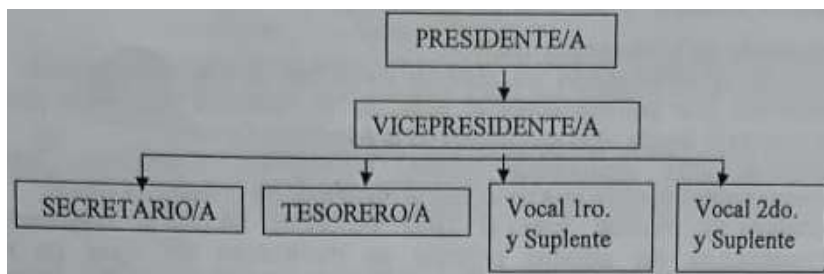 PRESIDENTE/A
VICEPRESIDENTE/A
SECRETARIO/A
TESORERO/A
Vocal 1ro.
y Suplente
Vocal 2do.
y Suplente